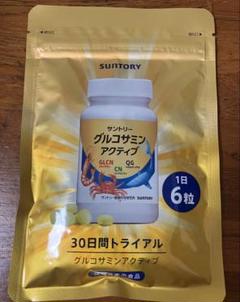 SUNTORY
サントリー
グルコサミン
アクティブ
GLCN
QG
CN
1日
6粒
SUNTORY
30日間トライアル
グルコサミンアクティブ